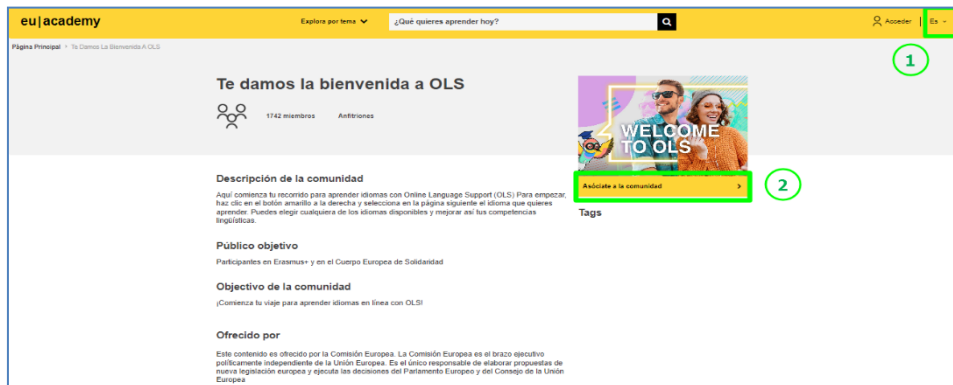 eu|academy
Explora por tema
¿Qué quieres aprender hoy?
Acceder | Es
1
Página Principal
Te Damos La Bienvenida A OLS
Te damos la bienvenida a OLS
1742 miembros
Anfitriones
WELCOME
TO OLS
Asóciate a la comunidad >
2
Tags
Descripción de la comunidad
Aquí comienza tu recorrido para aprender idiomas con Online Language Support (OLS) Para empezar,
haz clic en el botón amarillo a la derecha y selecciona en la página siguiente el idioma que quieres
aprender. Puedes elegir cualquiera de los idiomas disponibles y mejorar así tus competencias
lingüísticas.
Público objetivo
Participantes en Erasmus+ y en el Cuerpo Europeo de Solidaridad
Objectivo de la comunidad
¡Comienza tu viaje para aprender idiomas en línea con OLS!
Ofrecido por
Este contenido es ofrecido por la Comisión Europea. La Comisión Europea es el brazo ejecutivo
políticamente independiente de la Unión Europea. Es el único responsable de elaborar propuestas de
nueva legislación europea y ejecuta las decisiones del Parlamento Europeo y del Consejo de la Unión
Europea